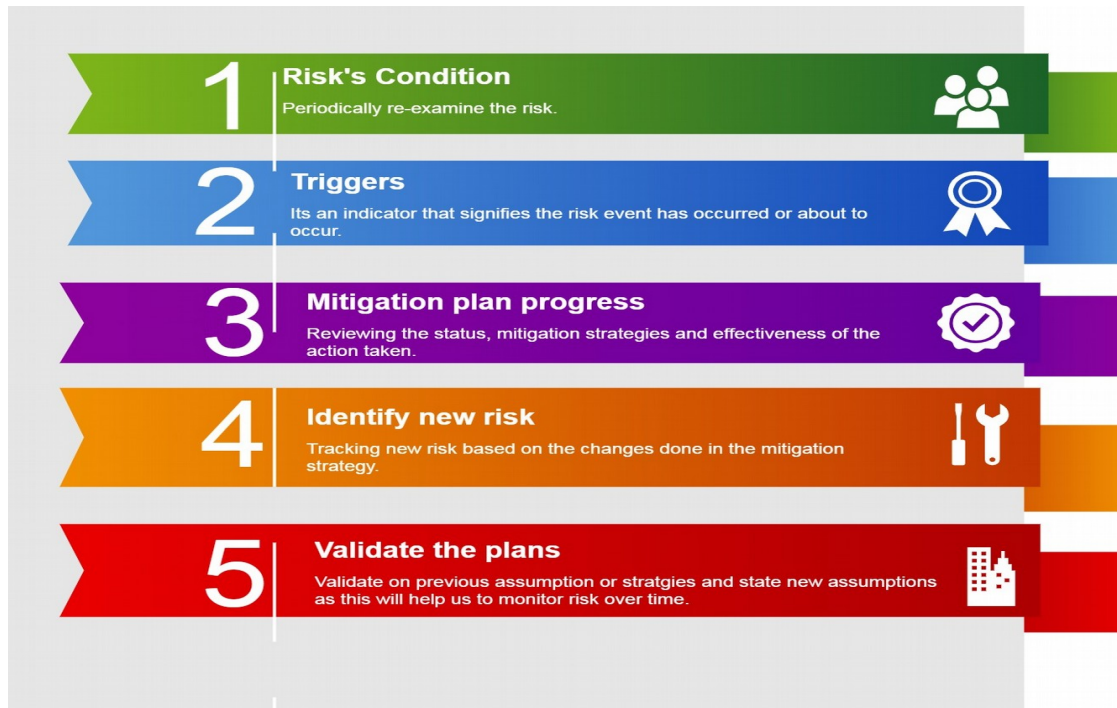 1
Risk's Condition
Periodically re-examine the risk.
2
Triggers
Its an indicator that signifies the risk event has occurred or about to
occur.
3
Mitigation plan progress
Reviewing the status, mitigation strategies and effectiveness of the
action taken.
4
Identify new risk
Tracking new risk based on the changes done in the mitigation
strategy.
5
Validate the plans
Validate on previous assumption or stratgies and state new assumptions
as this will help us to monitor risk over time.